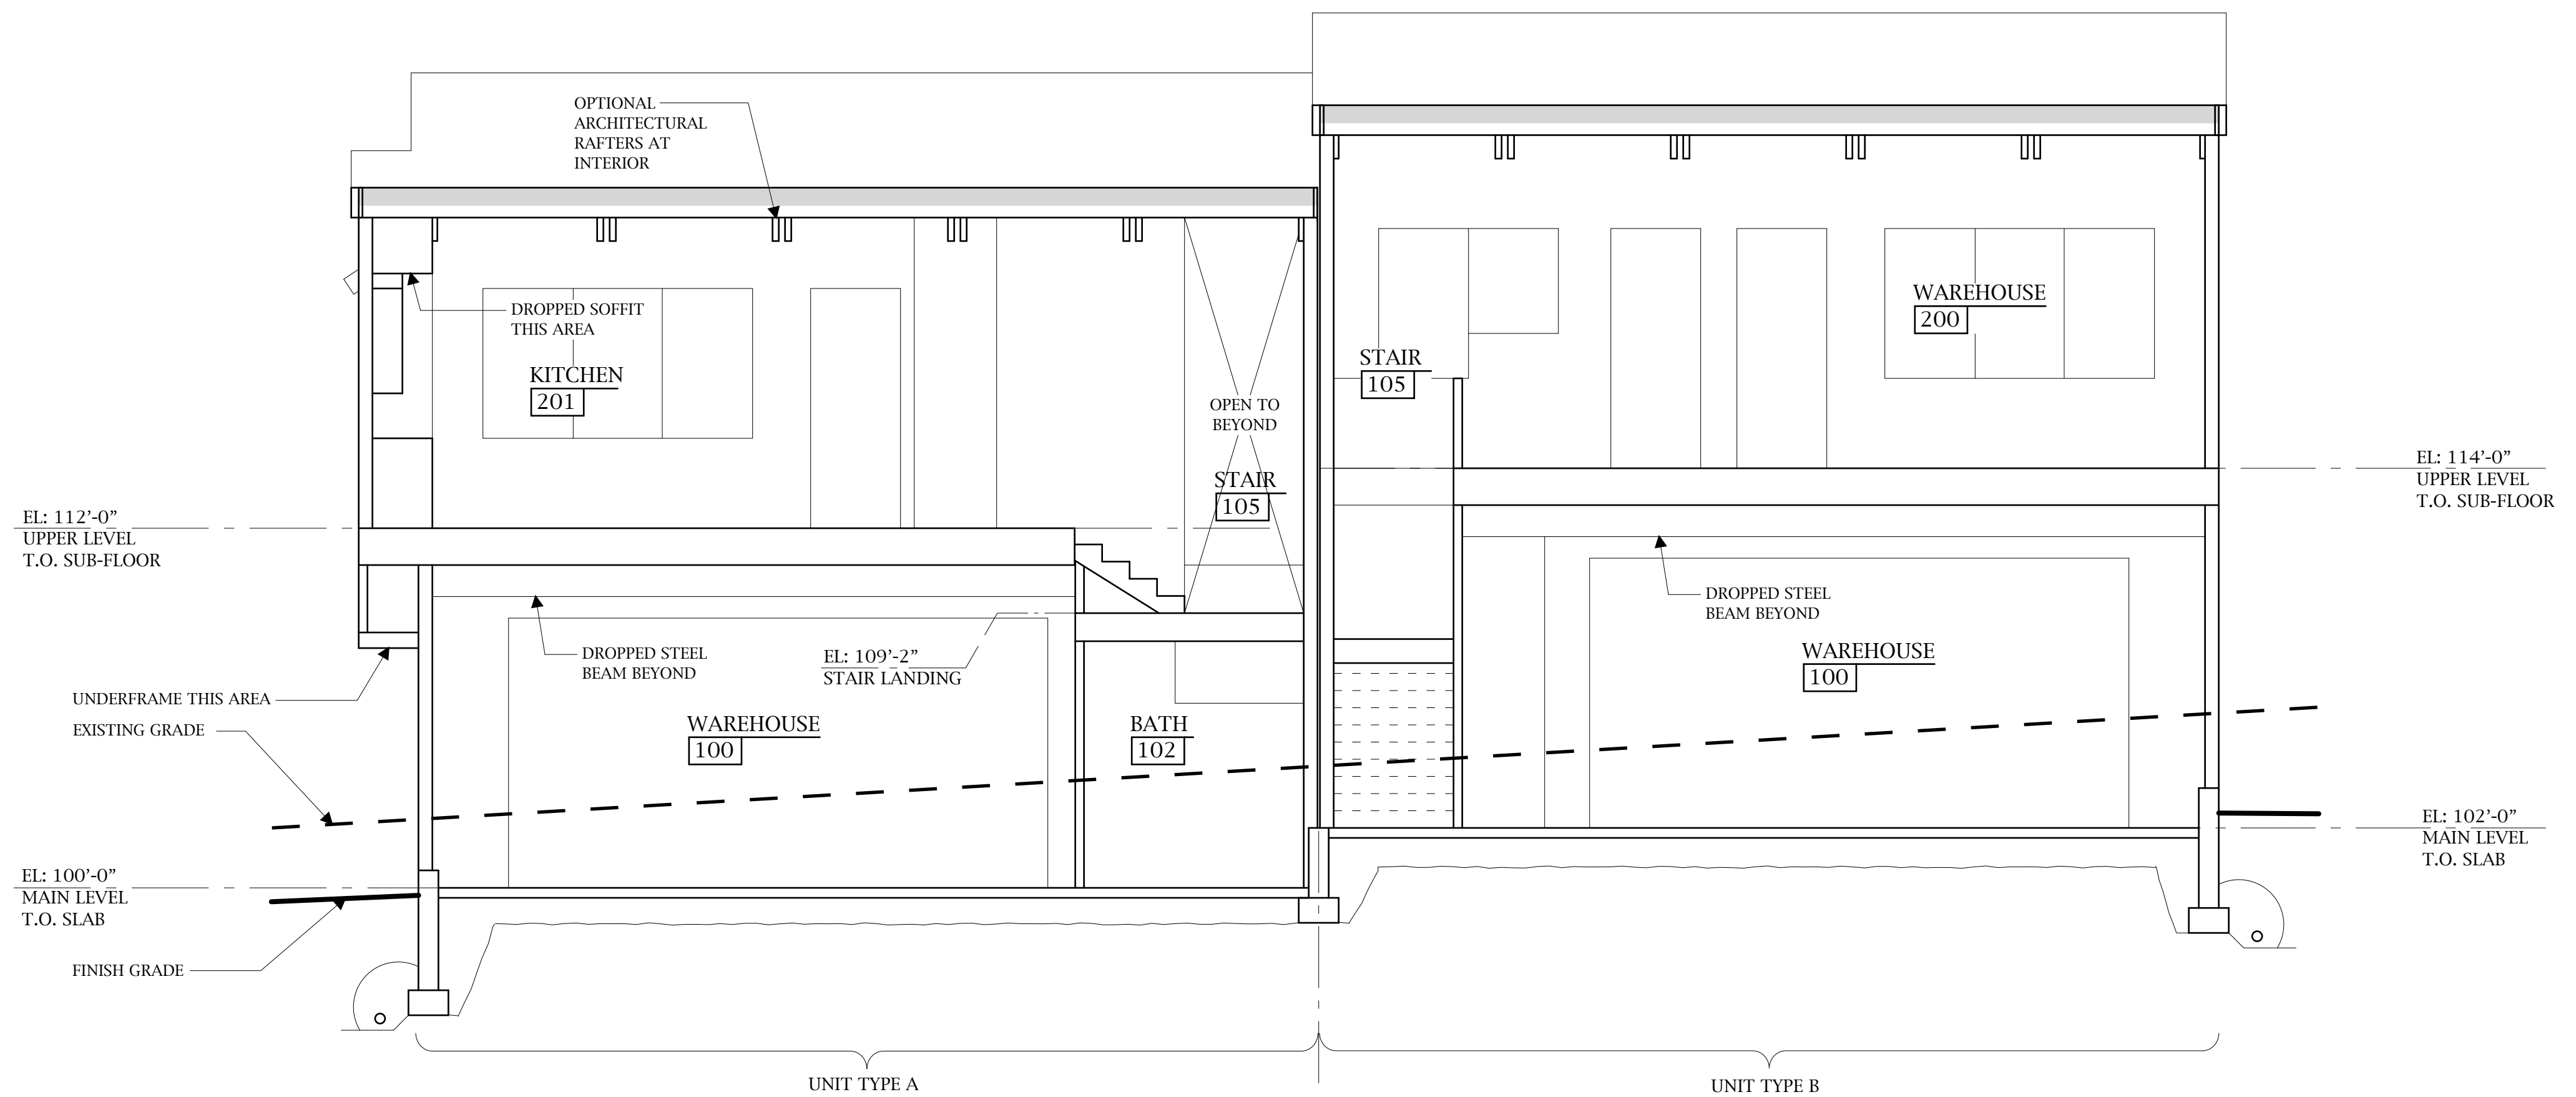 OPTIONAL
ARCHITECTURAL
RAFTERS AT
INTERIOR
DROPPED SOFFIT
THIS AREA
KITCHEN
201
OPEN TO
BEYOND
STAIR
105
STAIR
105
WAREHOUSE
200
EL: 112’-0”
UPPER LEVEL
T.O. SUB-FLOOR
EL: 114’-0”
UPPER LEVEL
T.O. SUB-FLOOR
DROPPED STEEL
BEAM BEYOND
EL: 109’-2”
STAIR LANDING
DROPPED STEEL
BEAM BEYOND
WAREHOUSE
100
UNDERFRAME THIS AREA
EXISTING GRADE
WAREHOUSE
100
BATH
102
EL: 100’-0”
MAIN LEVEL
T.O. SLAB
EL: 102’-0”
MAIN LEVEL
T.O. SLAB
FINISH GRADE
UNIT TYPE A
UNIT TYPE B